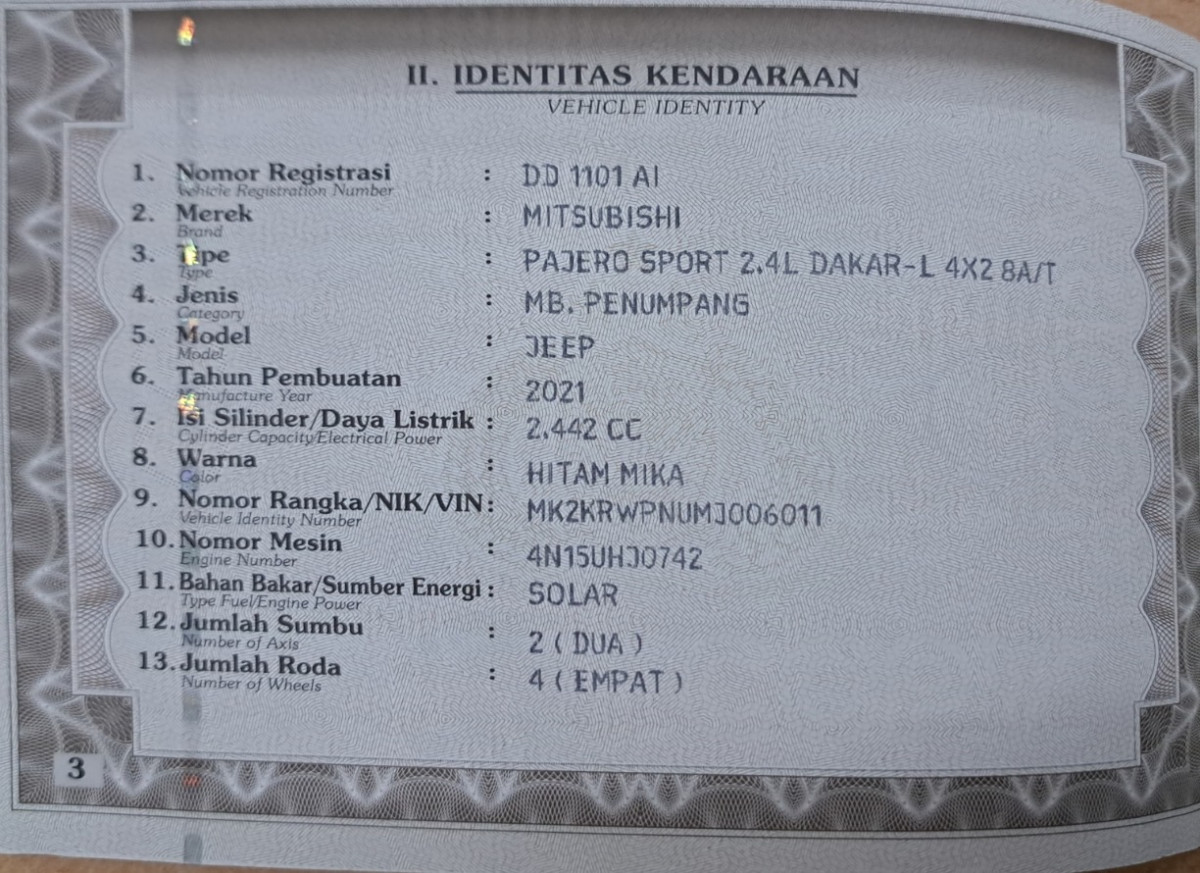 II. IDENTITAS KENDARAAN
VEHICLE IDENTITY
1. Nomor Registrasi : DD 1101 AI
Vehicle Registration Number
2. Merek : MITSUBISHI
Brand
3. Tipe : PAJERO SPORT 2.4L DAKAR-L 4X2 8A/T
Type
4. Jenis : MB. PENUMPANG
Category
5. Model : JEEP
Model
6. Tahun Pembuatan : 2021
Manufacture Year
7. Isi Silinder/Daya Listrik : 2.442 CC
Cylinder Capacity/Electrical Power
8. Warna : HITAM MIKA
Color
9. Nomor Rangka/NIK/VIN : MK2KRWPNUMJ006011
Vehicle Identity Number
10. Nomor Mesin : 4N15UHJ0742
Engine Number
11. Bahan Bakar/Sumber Energi : SOLAR
Type Fuel/Engine Power
12. Jumlah Sumbu : 2 ( DUA )
Number of Axis
13. Jumlah Roda : 4 ( EMPAT )
Number of Wheels
3